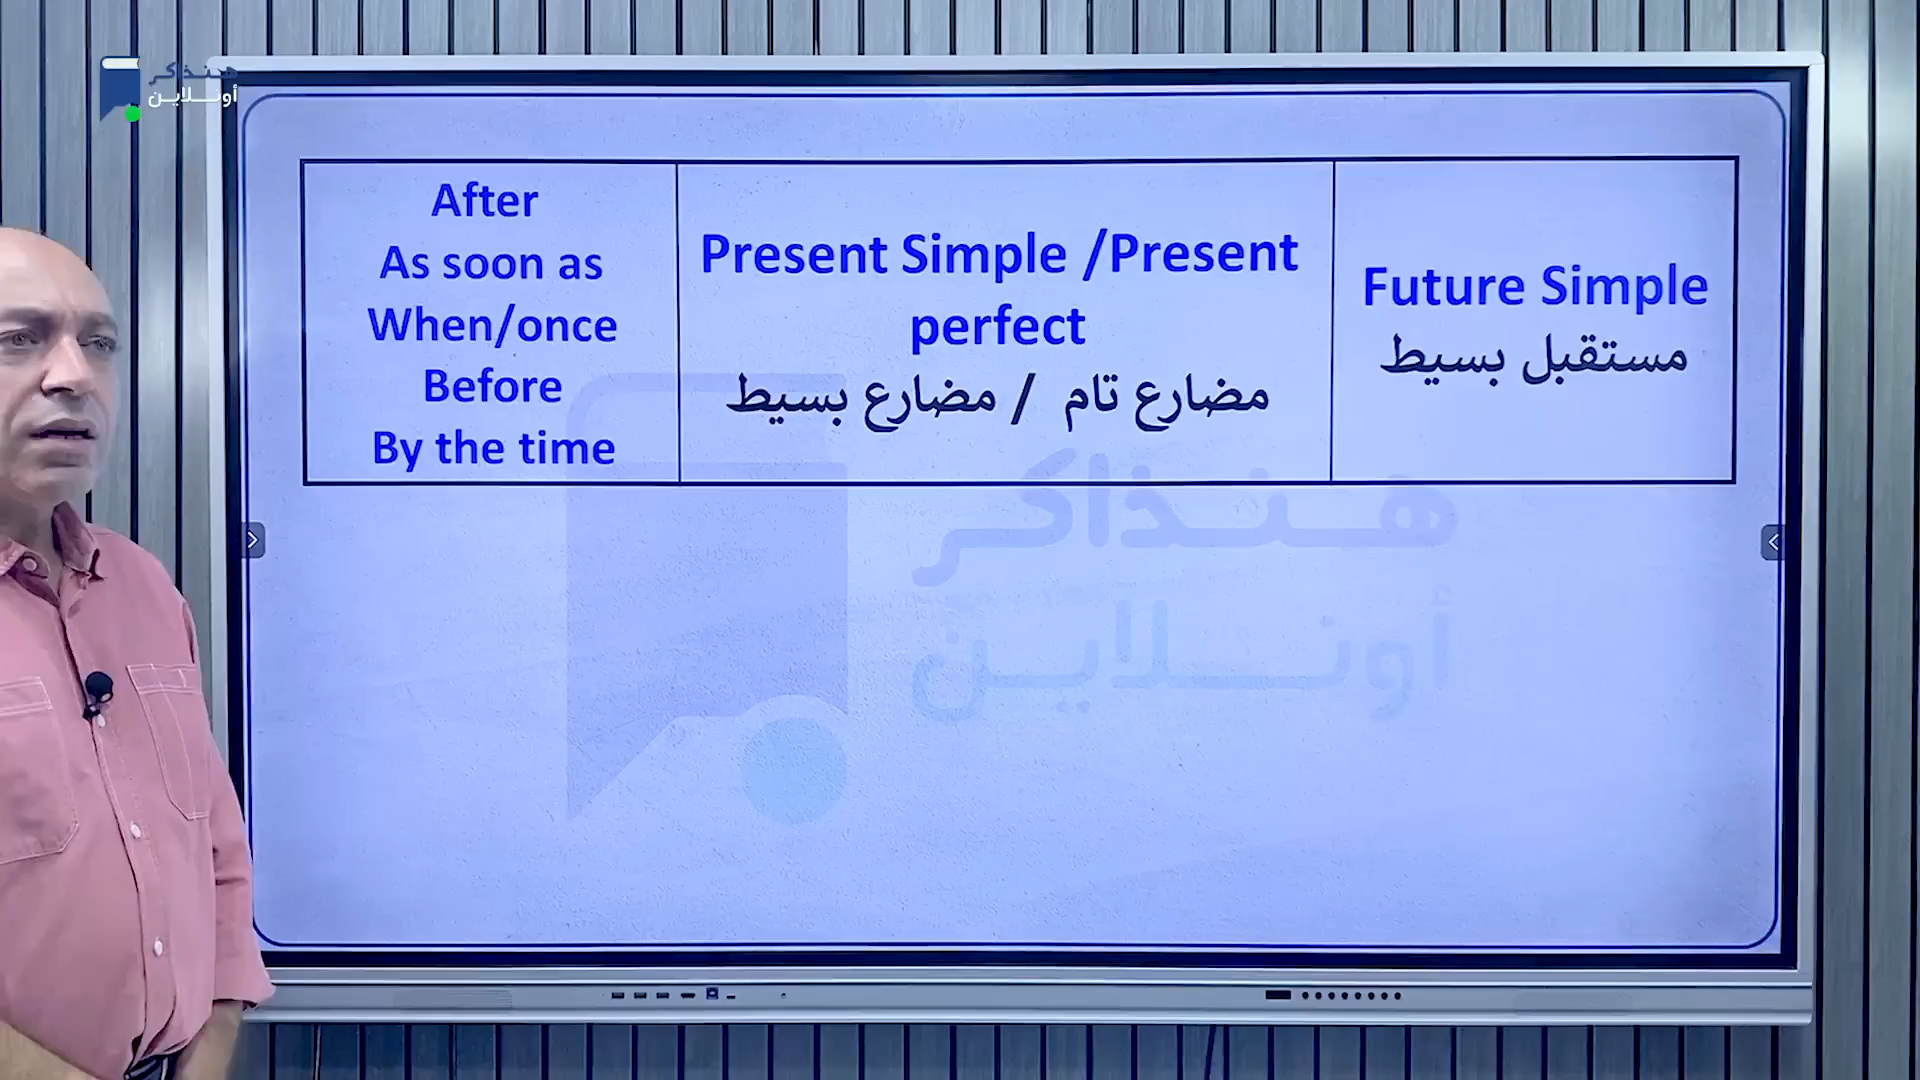 هنذاكر
أونلاين
After
As soon as
When/once
Before
By the time
Present Simple /Present
perfect
مضارع تام / مضارع بسيط
Future Simple
مستقبل بسيط
هنذاكر
أونلاين